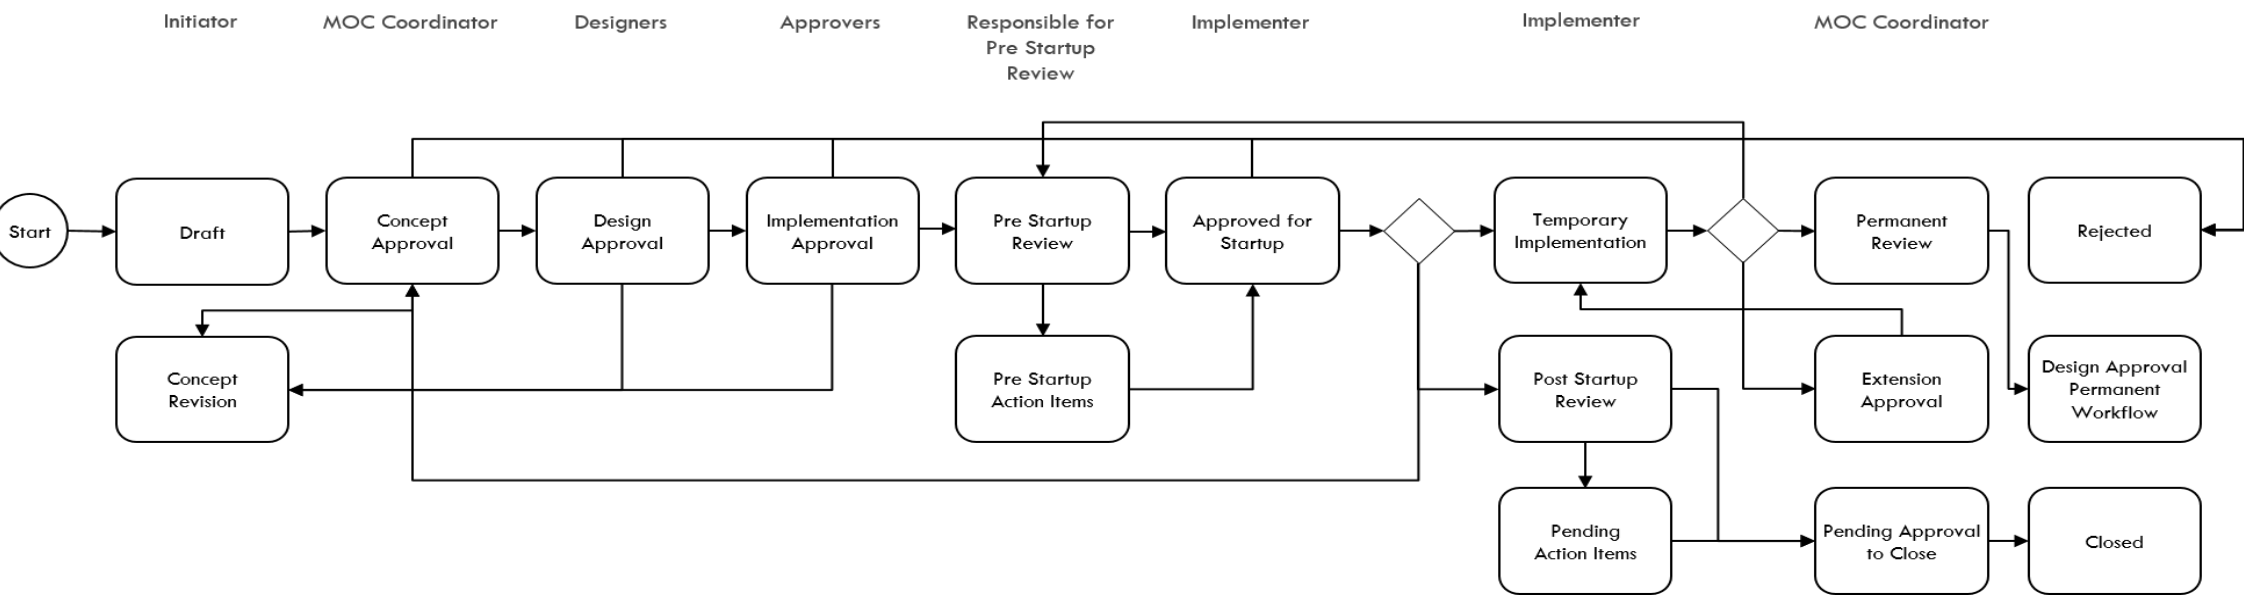 Initiator
MOC Coordinator
Designers
Approvers
Responsible for
Pre Startup
Review
Implementer
Implementer
MOC Coordinator
Start
Draft
Concept
Approval
Design
Approval
Implementation
Approval
Pre Startup
Review
Approved for
Startup
Temporary
Implementation
Permanent
Review
Rejected
Concept
Revision
Pre Startup
Action Items
Post Startup
Review
Extension
Approval
Design Approval
Permanent
Workflow
Pending
Action Items
Pending Approval
to Close
Closed